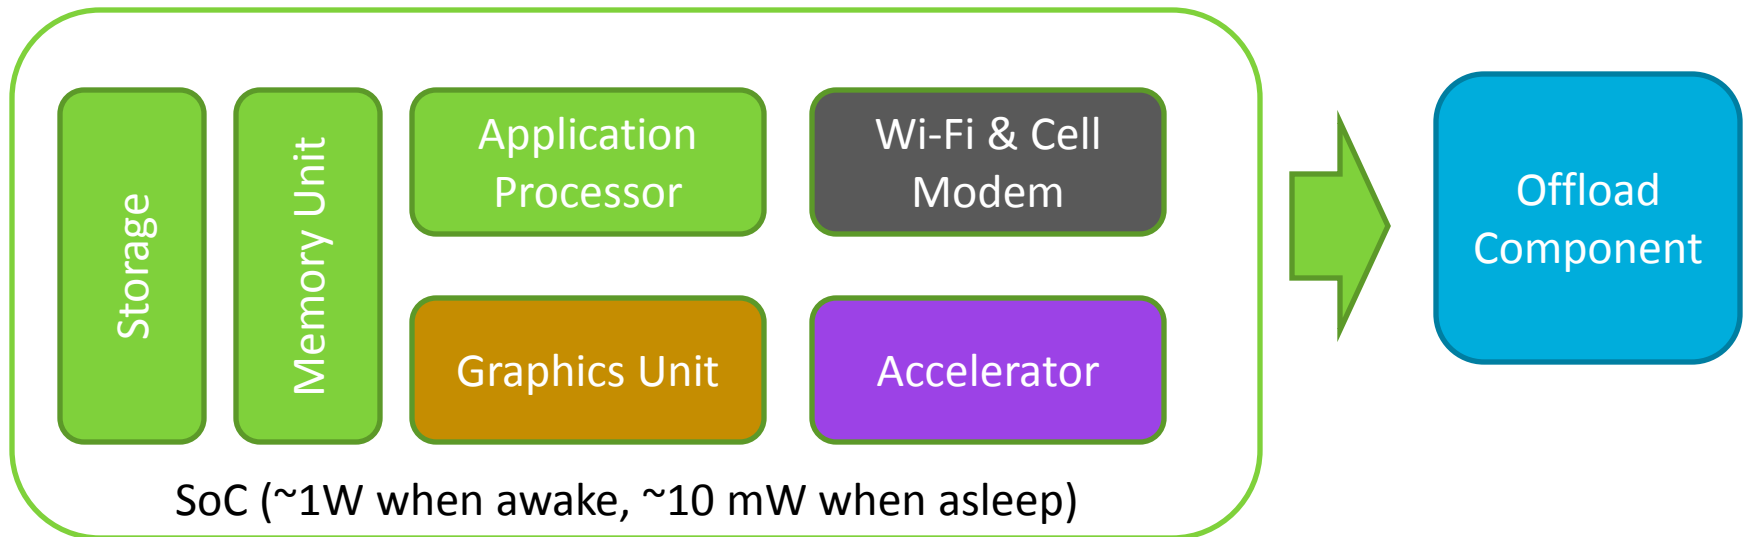 Storage
Memory Unit
Application
Processor
Wi-Fi & Cell
Modem
Graphics Unit
Accelerator
SoC (~1W when awake, ~10 mW when asleep)
Offload
Component